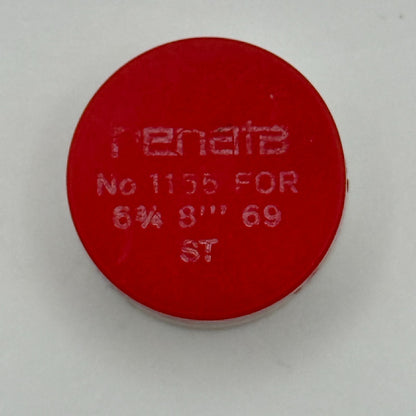 renata
No 1155 FOR
6¾ 8''' 69
ST